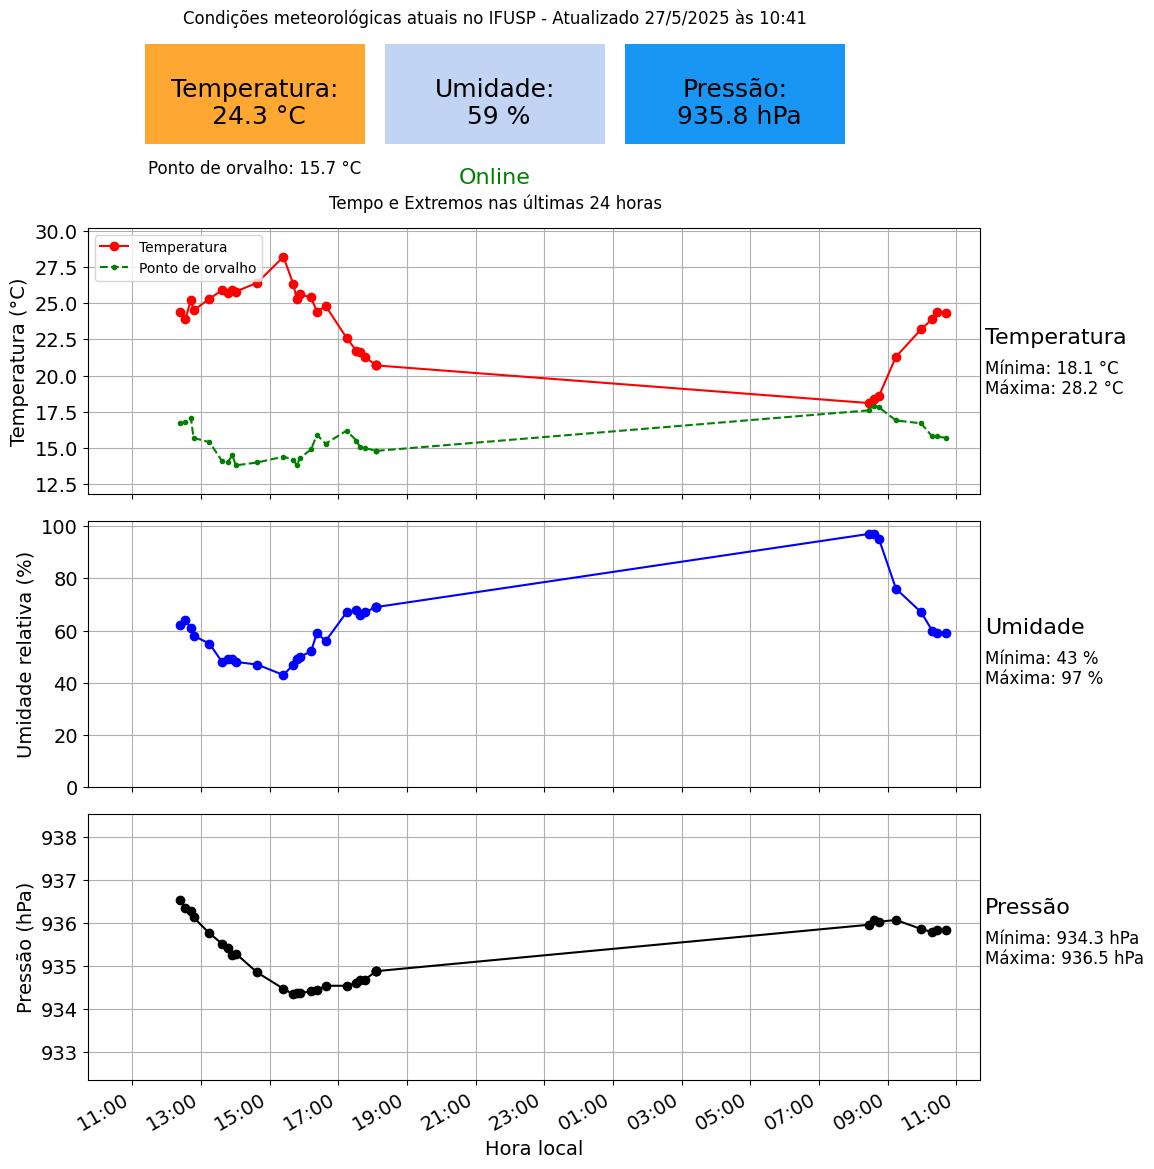 Condições meteorológicas atuais no IFUSP - Atualizado 27/5/2025 às 10:41
Temperatura:
24.3 °C
Umidade:
59 %
Pressão:
935.8 hPa
Ponto de orvalho: 15.7 °C
Online
Tempo e Extremos nas últimas 24 horas
Temperatura (°C)
30.0
27.5
25.0
22.5
20.0
17.5
15.0
12.5
Temperatura
Ponto de orvalho
Temperatura
Mínima: 18.1 °C
Máxima: 28.2 °C
Umidade relativa (%)
100
80
60
40
20
0
Umidade
Mínima: 43 %
Máxima: 97 %
Pressão (hPa)
938
937
936
935
934
933
Pressão
Mínima: 934.3 hPa
Máxima: 936.5 hPa
11:00 13:00 15:00 17:00 19:00 21:00 23:00 01:00 03:00 05:00 07:00 09:00 11:00
Hora local